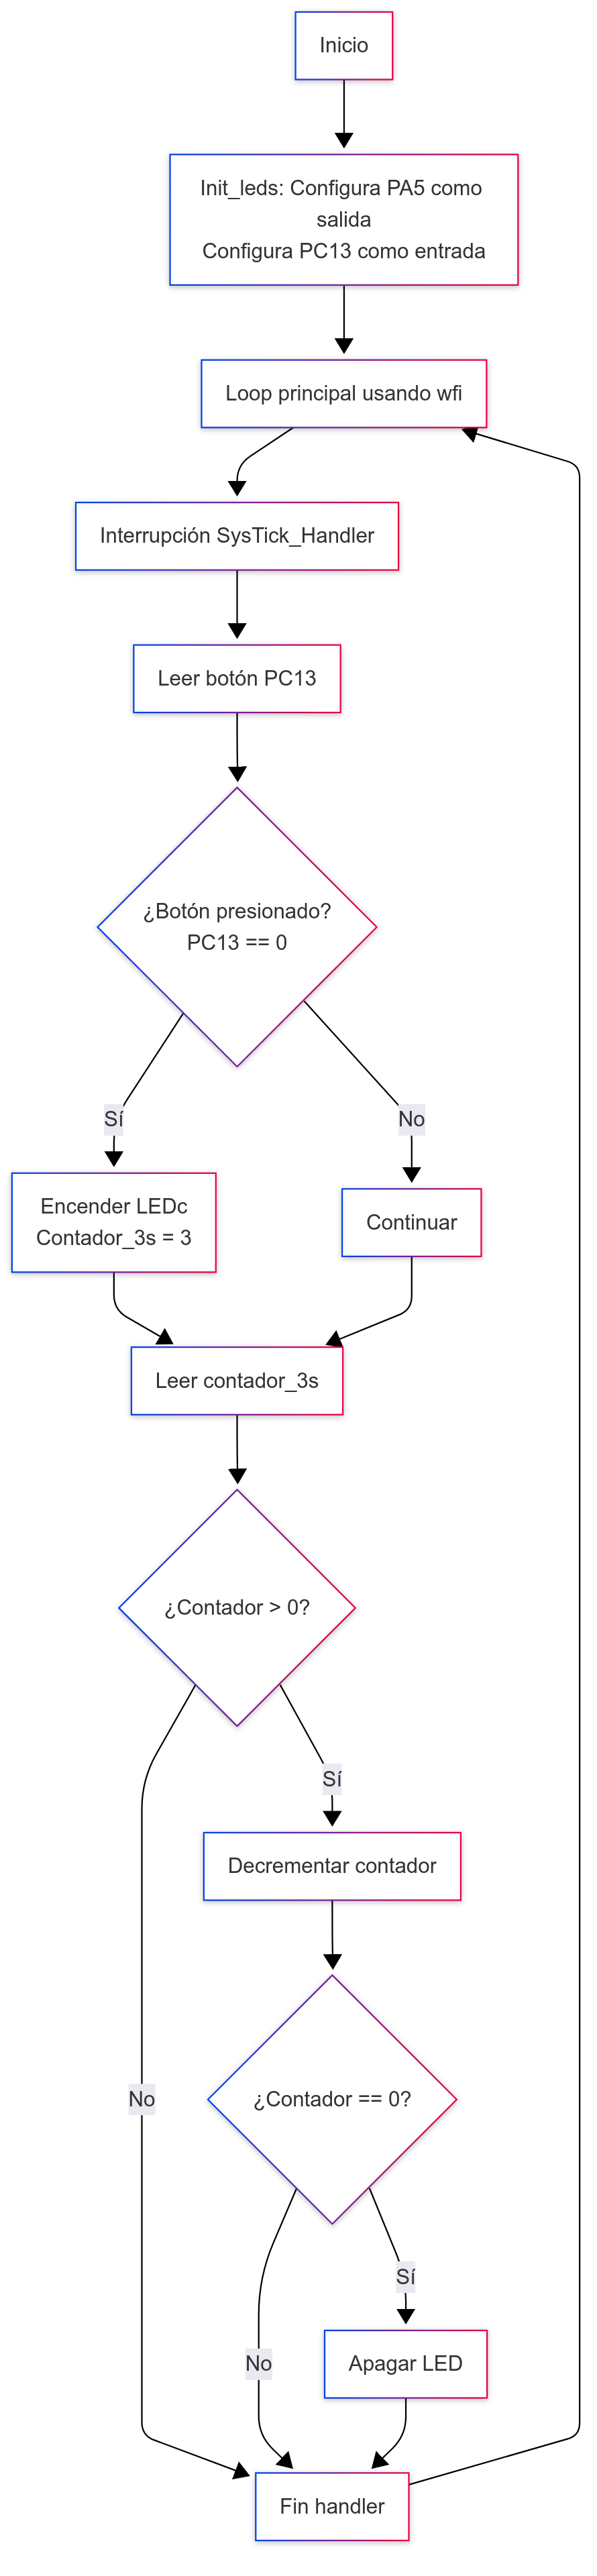 Inicio
Init_leds: Configura PA5 como
salida
Configura PC13 como entrada
Loop principal usando wfi
Interrupción SysTick_Handler
Leer botón PC13
¿Botón presionado?
PC13 == 0
Sí
No
Encender LEDc
Contador_3s = 3
Continuar
Leer contador_3s
¿Contador > 0?
Sí
Decrementar contador
No
¿Contador == 0?
Sí
No
Apagar LED
Fin handler